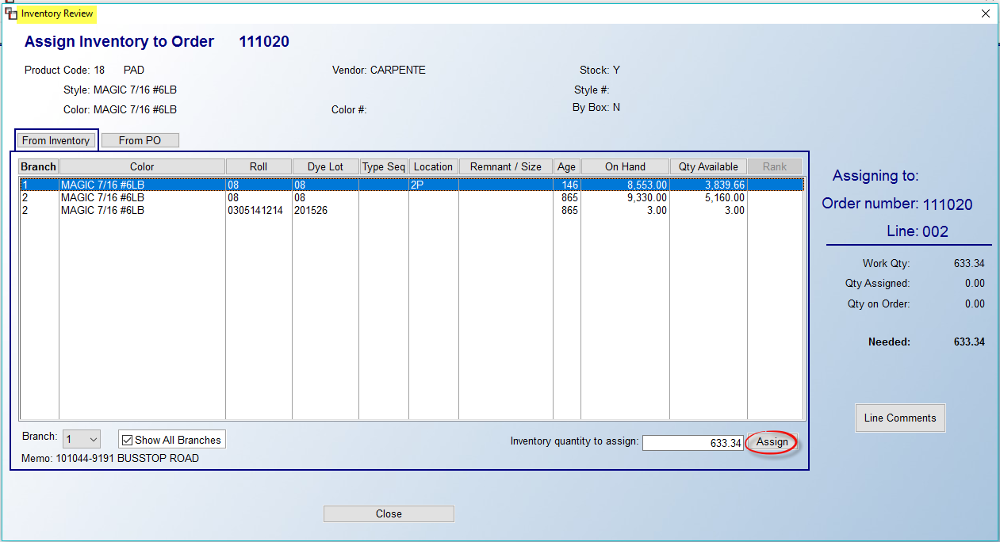 Inventory Review
Assign Inventory to Order 111020
Product Code: 18 PAD Vendor: CARPENTE Stock: Y
Style: MAGIC 7/16 #6LB Style #:
Color: MAGIC 7/16 #6LB Color #: By Box: N
From Inventory From PO
Branch Color Roll Dye Lot Type Seq Location Remnant / Size Age On Hand Qty Available Rank
1 MAGIC 7/16 #6LB 08 08 2P 146 8,553.00 3,839.66
2 MAGIC 7/16 #6LB 08 08 865 9,330.00 5,160.00
2 MAGIC 7/16 #6LB 0305141214 201526 865 3.00 3.00
Branch: 1 Show All Branches Inventory quantity to assign: 633.34 Assign
Memo: 101044-9191 BUSSTOP ROAD
Assigning to:
Order number: 111020
Line: 002
Work Qty: 633.34
Qty Assigned: 0.00
Qty on Order: 0.00
Needed: 633.34
Line Comments
Close